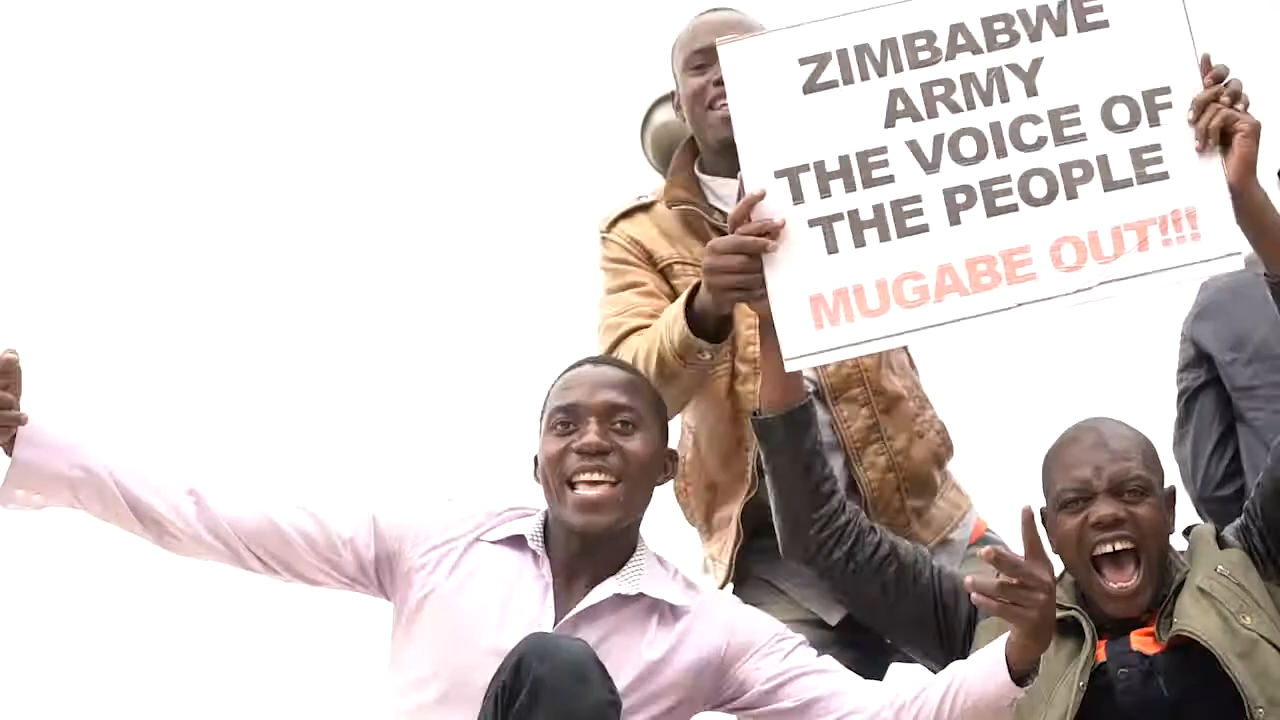 ZIMBABWE
ARMY
THE VOICE OF
THE PEOPLE
MUGABE OUT!!!